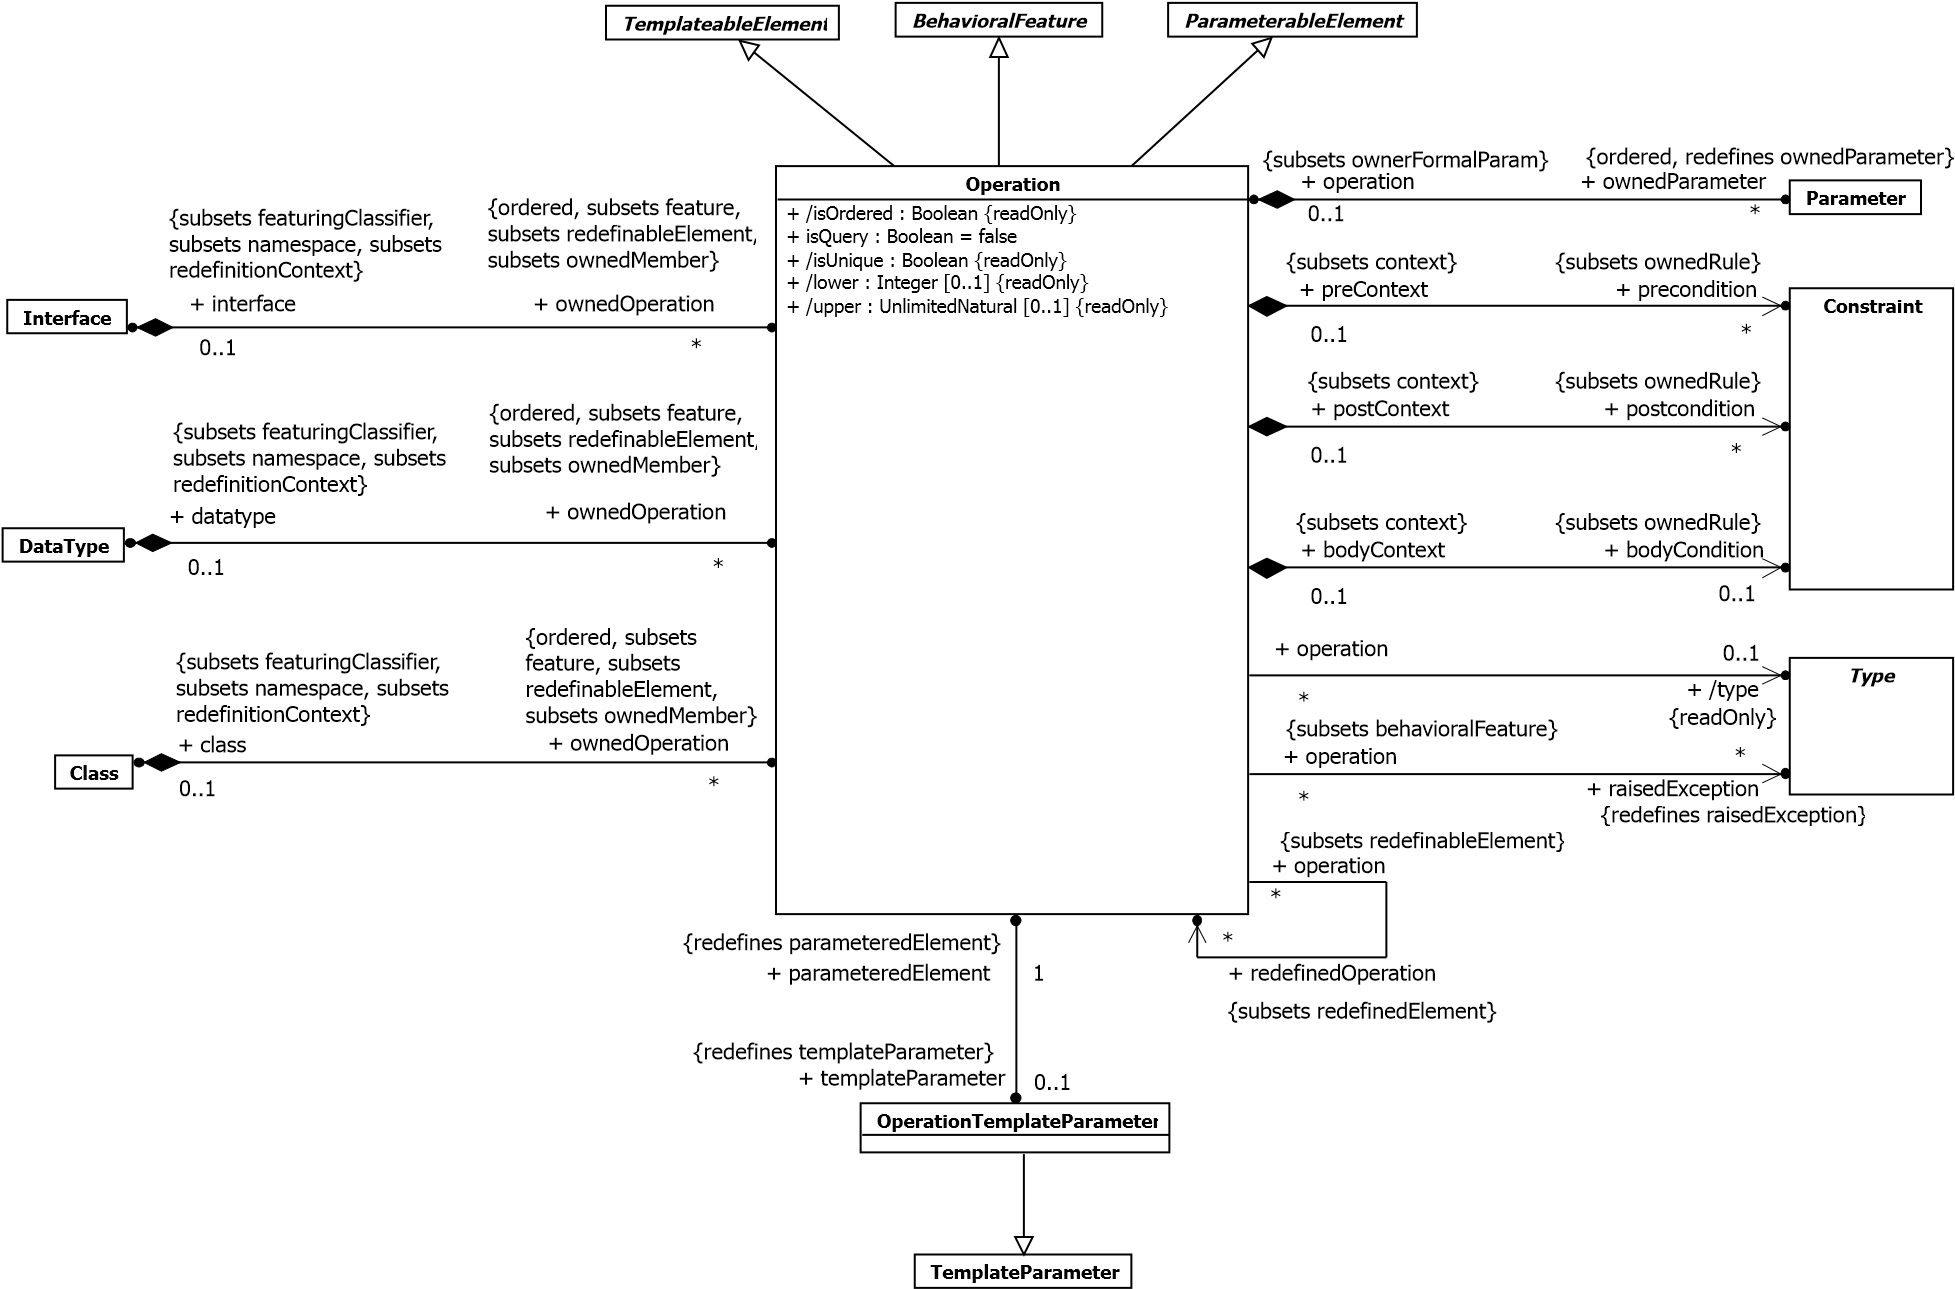 TemplateableElement
BehavioralFeature
ParameterableElement
Operation
+ /isOrdered : Boolean {readOnly}
+ isQuery : Boolean = false
+ /isUnique : Boolean {readOnly}
+ /lower : Integer [0..1] {readOnly}
+ /upper : UnlimitedNatural [0..1] {readOnly}
{subsets featuringClassifier,
subsets namespace, subsets
redefinitionContext}
+ interface
0..1
Interface
{ordered, subsets feature,
subsets redefinableElement,
subsets ownedMember}
+ ownedOperation
*
{subsets featuringClassifier,
subsets namespace, subsets
redefinitionContext}
+ datatype
0..1
DataType
{ordered, subsets feature,
subsets redefinableElement,
subsets ownedMember}
+ ownedOperation
*
{subsets featuringClassifier,
subsets namespace, subsets
redefinitionContext}
+ class
0..1
Class
{ordered, subsets
feature, subsets
redefinableElement,
subsets ownedMember}
+ ownedOperation
*
{subsets ownerFormalParam}
+ operation
0..1
{ordered, redefines ownedParameter}
+ ownedParameter
*
Parameter
{subsets context}
+ preContext
0..1
{subsets ownedRule}
+ precondition
*
Constraint
{subsets context}
+ postContext
0..1
{subsets ownedRule}
+ postcondition
*
{subsets context}
+ bodyContext
0..1
{subsets ownedRule}
+ bodyCondition
0..1
+ operation
*
0..1
+ /type
{readOnly}
Type
{subsets behavioralFeature}
+ operation
*
*
+ raisedException
{redefines raisedException}
{subsets redefinableElement}
+ operation
*
*
+ redefinedOperation
{subsets redefinedElement}
{redefines parameteredElement}
+ parameteredElement
1
{redefines templateParameter}
+ templateParameter
0..1
OperationTemplateParameter
TemplateParameter